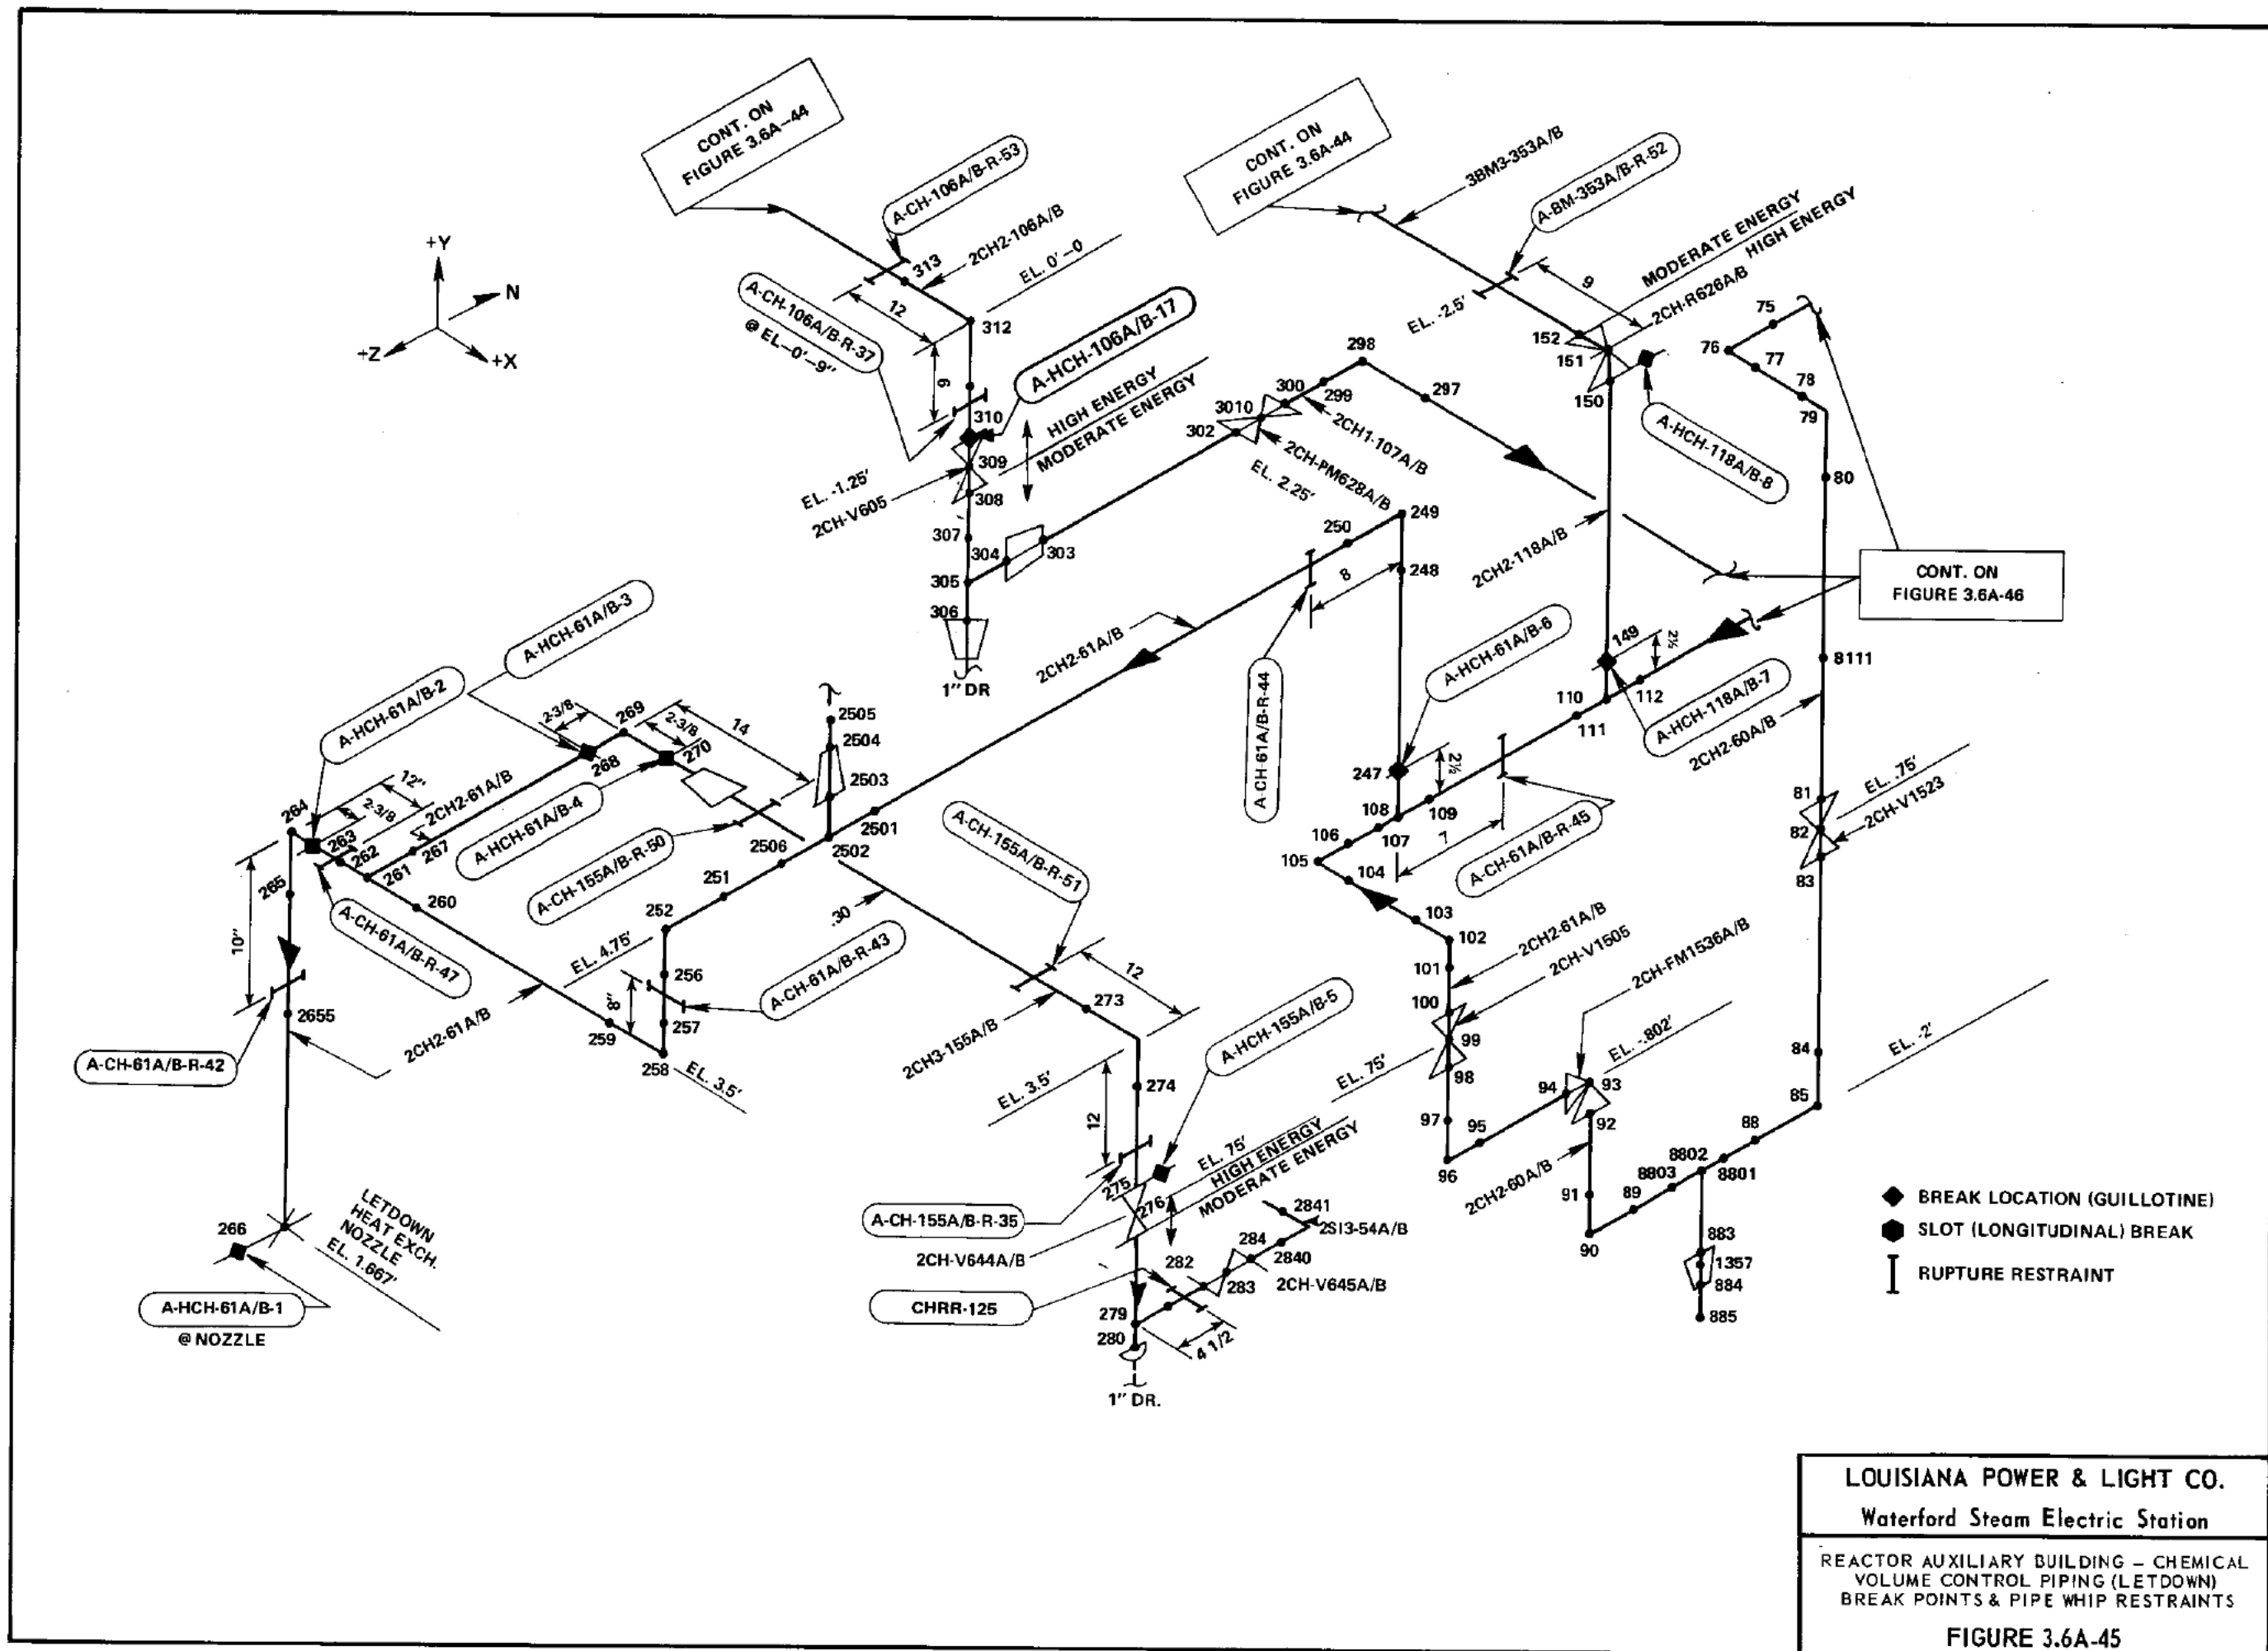 CONT. ON
FIGURE 3.6A-44
A-CH-106A/B-R-53
2CH2-106A/B
EL. 0'-0
313
12
312
A-CH-106A/B-R-37
@ EL-0'-9"
6
A-HCH-106A/B-17
310
HIGH ENERGY
MODERATE ENERGY
309
EL. -1.25'
2CH-V605
308
307
304
303
305
306
1" DR
+Y
N
+Z
+X
CONT. ON
FIGURE 3.6A-44
3BM3-353A/B
A-BM-353A/B-R-52
MODERATE ENERGY
HIGH ENERGY
2CH-R626A/B
9
EL. -2.5'
152
151
150
A-HCH-118A/B-8
75
76
77
78
79
80
298
297
300
299
3010
302
2CH1-107A/B
2CH-PM628A/B
EL. 2.25'
249
250
248
8
2CH2-118A/B
CONT. ON
FIGURE 3.6A-46
2CH2-61A/B
A-CH-61A/B-R-44
A-HCH-61A/B-6
149
2½
8111
110
112
111
A-HCH-118A/B-7
2CH2-60A/B
247
2½
108
109
107
106
105
104
7
A-CH-61A/B-R-45
EL. .75'
81
82
2CH-V1523
83
A-HCH-61A/B-3
A-HCH-61A/B-2
2-3/8
269
2-3/8
14
270
268
2505
2504
2503
2501
2502
2506
12"
2-3/8
2CH2-61A/B
264
263
262
267
261
265
260
A-HCH-61A/B-4
A-CH-155A/B-R-50
A-CH-155A/B-R-51
251
252
.30
10"
A-CH-61A/B-R-47
EL. 4.75'
A-CH-61A/B-R-43
256
8"
257
2655
259
258
EL. 3.5'
2CH2-61A/B
A-CH-61A/B-R-42
266
LETDOWN
HEAT EXCH.
NOZZLE
EL. 1.667'
A-HCH-61A/B-1
@ NOZZLE
12
273
2CH3-155A/B
A-HCH-155A/B-5
EL. 3.5'
274
12
EL. 75'
HIGH ENERGY
MODERATE ENERGY
275
276
A-CH-155A/B-R-35
2CH-V644A/B
2841
2SI3-54A/B
284
2840
282
283
2CH-V645A/B
CHRR-125
279
280
4 1/2
1" DR.
103
102
2CH2-61A/B
2CH-V1505
101
100
99
EL. 75'
98
2CH-FM1536A/B
EL. -.802'
97
95
96
94
93
92
2CH2-60A/B
91
90
89
8803
8802
8801
88
84
85
EL. -2'
883
1357
884
885
BREAK LOCATION (GUILLOTINE)
SLOT (LONGITUDINAL) BREAK
RUPTURE RESTRAINT
LOUISIANA POWER & LIGHT CO.
Waterford Steam Electric Station
REACTOR AUXILIARY BUILDING – CHEMICAL
VOLUME CONTROL PIPING (LETDOWN)
BREAK POINTS & PIPE WHIP RESTRAINTS
FIGURE 3.6A-45